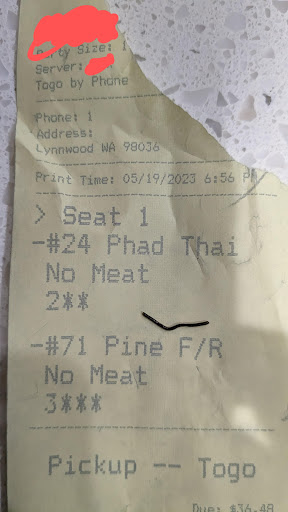 Party Size: 1
Server:
Togo by Phone
Phone: 1
Address:
Lynnwood WA 98036
Print Time: 05/19/2023 6:56 P
> Seat 1
-#24 Phad Thai
No Meat
2**
-#71 Pine F/R
No Meat
3***
Pickup -- Togo
Due: $36.48